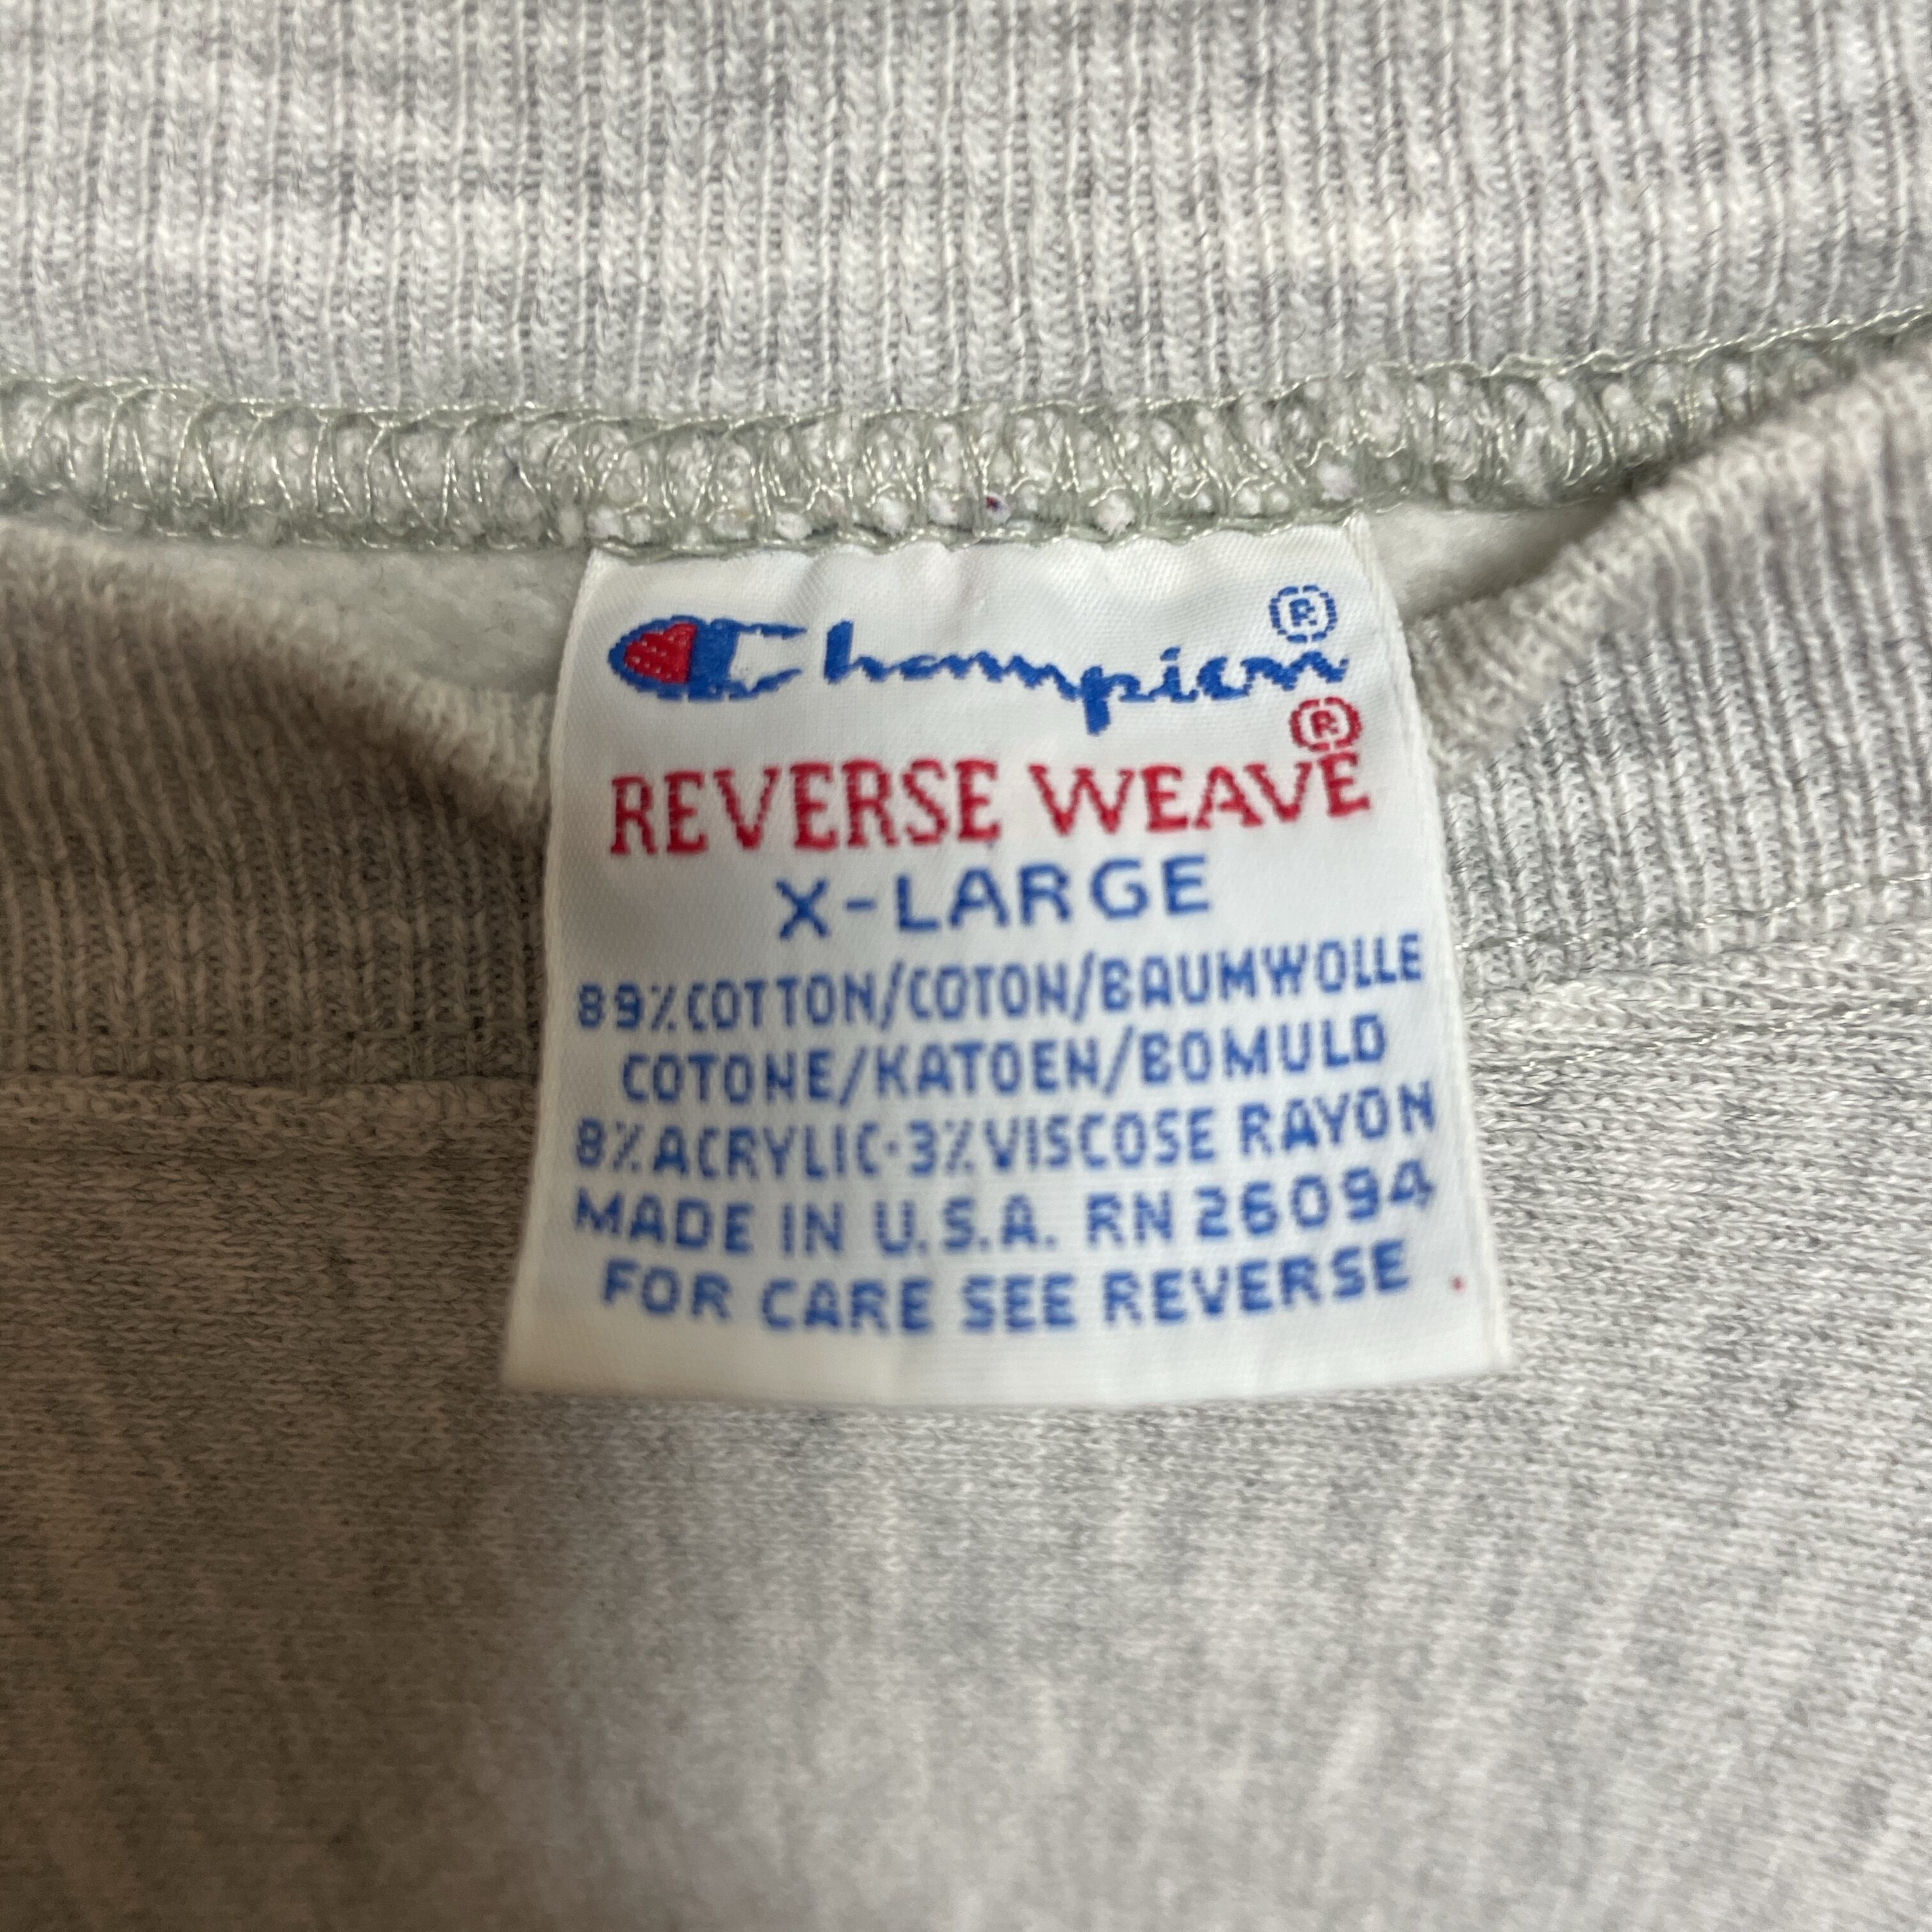 Champion®
REVERSE WEAVE®
X-LARGE
89%COTTON/COTON/BAUMWOLLE
COTONE/KATOEN/BOMULD
8%ACRYLIC·3%VISCOSE RAYON
MADE IN U.S.A. RN 26094
FOR CARE SEE REVERSE